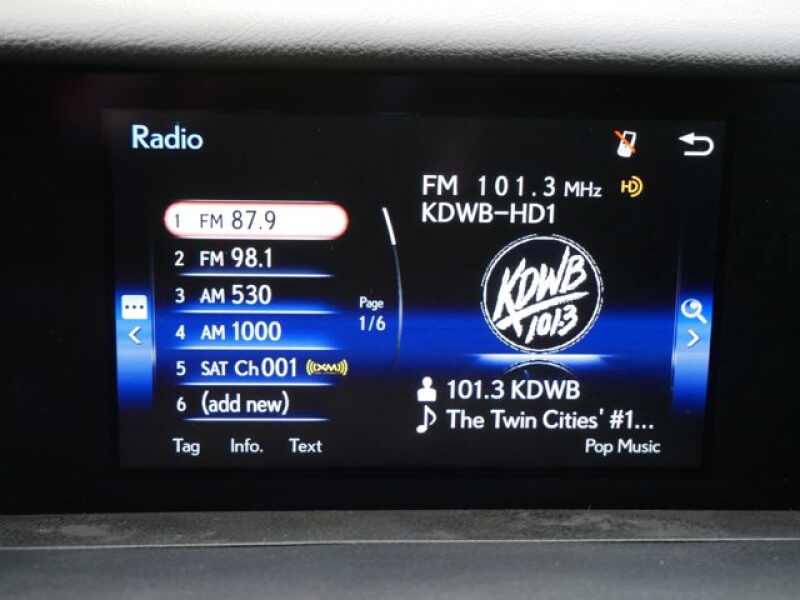 Radio
FM 101.3 MHz HD
KDWB-HD1
1 FM 87.9
2 FM 98.1
3 AM 530
4 AM 1000
5 SAT Ch001 ((XM))
6 (add new)
Page
1/6
KDWB
101.3
101.3 KDWB
The Twin Cities' #1...
Tag Info. Text
Pop Music